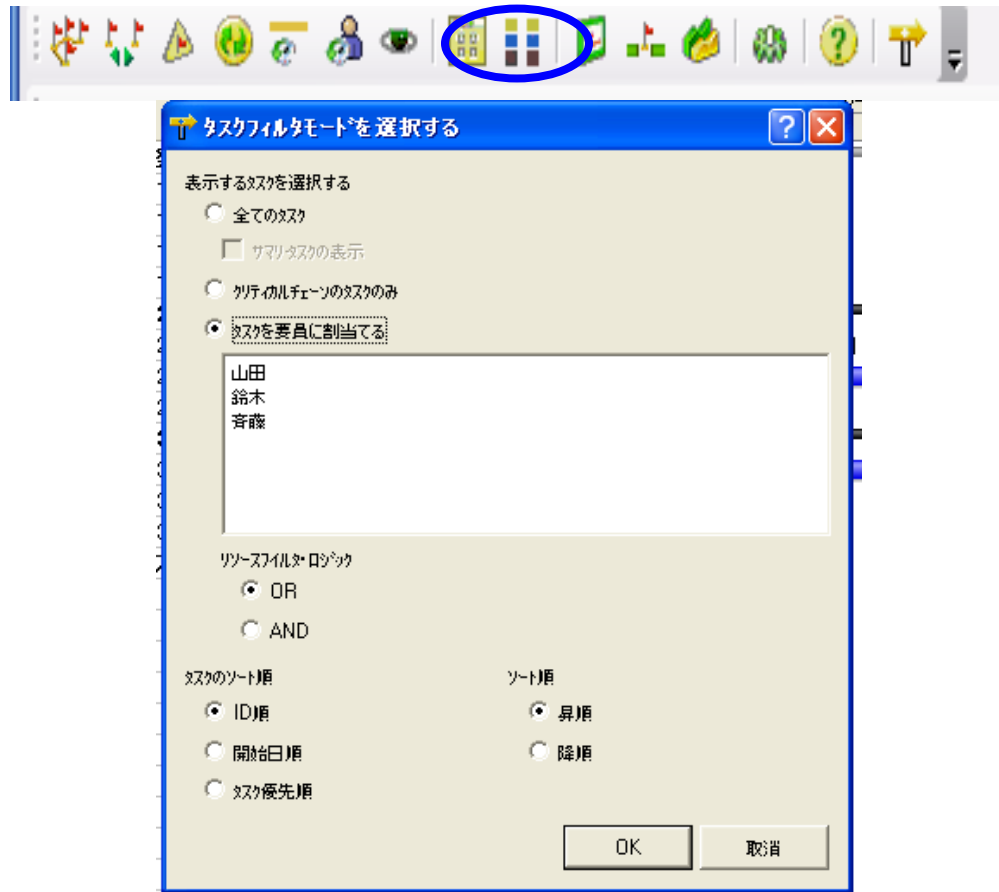 タスクフィルタモードを選択する
表示するタスクを選択する
全てのタスク
サマリ・タスクの表示
クリティカルチェーンのタスクのみ
タスクを要員に割当てる
山田
鈴木
斉藤
リソースフィルタ・ロジック
OR
AND
タスクのソート順
ソート順
ID順
昇順
開始日順
降順
タスク優先順
OK
取消